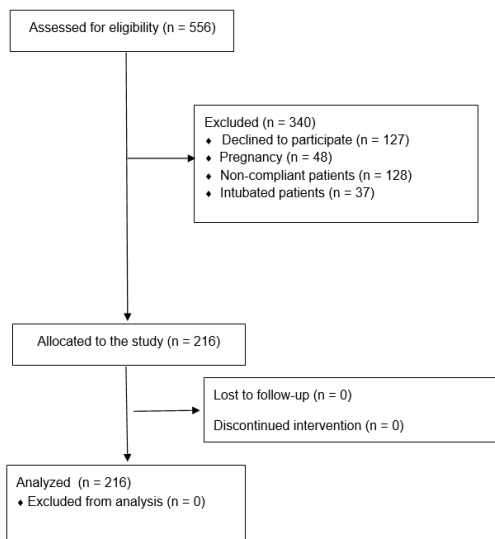 Assessed for eligibility (n = 556)
Excluded (n = 340)
♦ Declined to participate (n = 127)
♦ Pregnancy (n = 48)
♦ Non-compliant patients (n = 128)
♦ Intubated patients (n = 37)
Allocated to the study (n = 216)
Lost to follow-up (n = 0)
Discontinued intervention (n = 0)
Analyzed (n = 216)
♦ Excluded from analysis (n = 0)